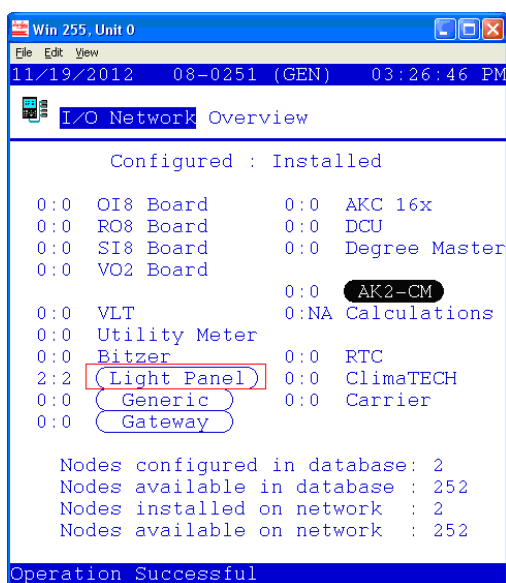 Win 255, Unit 0
File Edit View
11/19/2012 08-0251 (GEN) 03:26:46 PM
I/O Network Overview
Configured : Installed
0:0 OI8 Board 0:0 AKC 16x
0:0 RO8 Board 0:0 DCU
0:0 SI8 Board 0:0 Degree Master
0:0 VO2 Board
0:0 AK2-CM
0:0 VLT 0:NA Calculations
0:0 Utility Meter
0:0 Bitzer 0:0 RTC
2:2 (Light Panel) 0:0 ClimaTECH
0:0 ( Generic ) 0:0 Carrier
0:0 ( Gateway )
Nodes configured in database: 2
Nodes available in database : 252
Nodes installed on network : 2
Nodes available on network : 252
Operation Successful